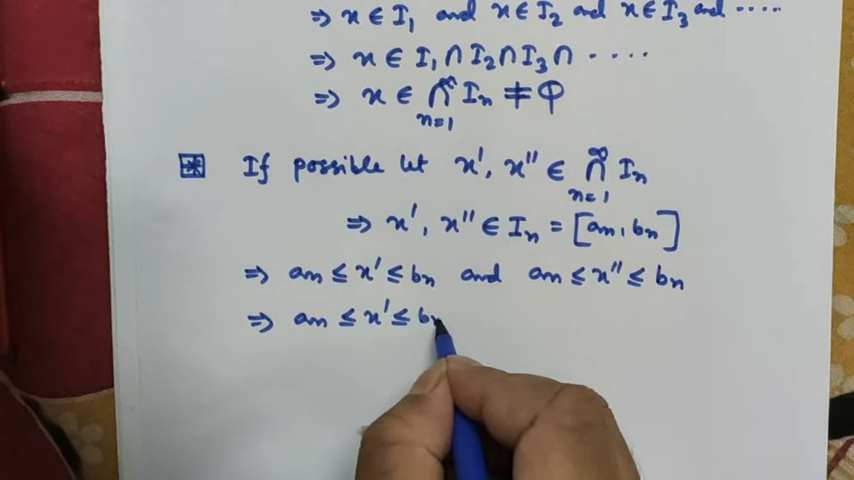 ⇒ x ∈ I₁ and x ∈ I₂ and x ∈ I₃ and .....
⇒ x ∈ I₁ ∩ I₂ ∩ I₃ ∩ ....
⇒ x ∈ ∩_{n=1}^{∞} Iₙ ≠ φ
⊛ If possible let x', x'' ∈ ∩_{n=1}^{∞} Iₙ
⇒ x', x'' ∈ Iₙ = [aₙ, bₙ]
⇒ aₙ ≤ x' ≤ bₙ and aₙ ≤ x'' ≤ bₙ
⇒ aₙ ≤ x' ≤ bₙ